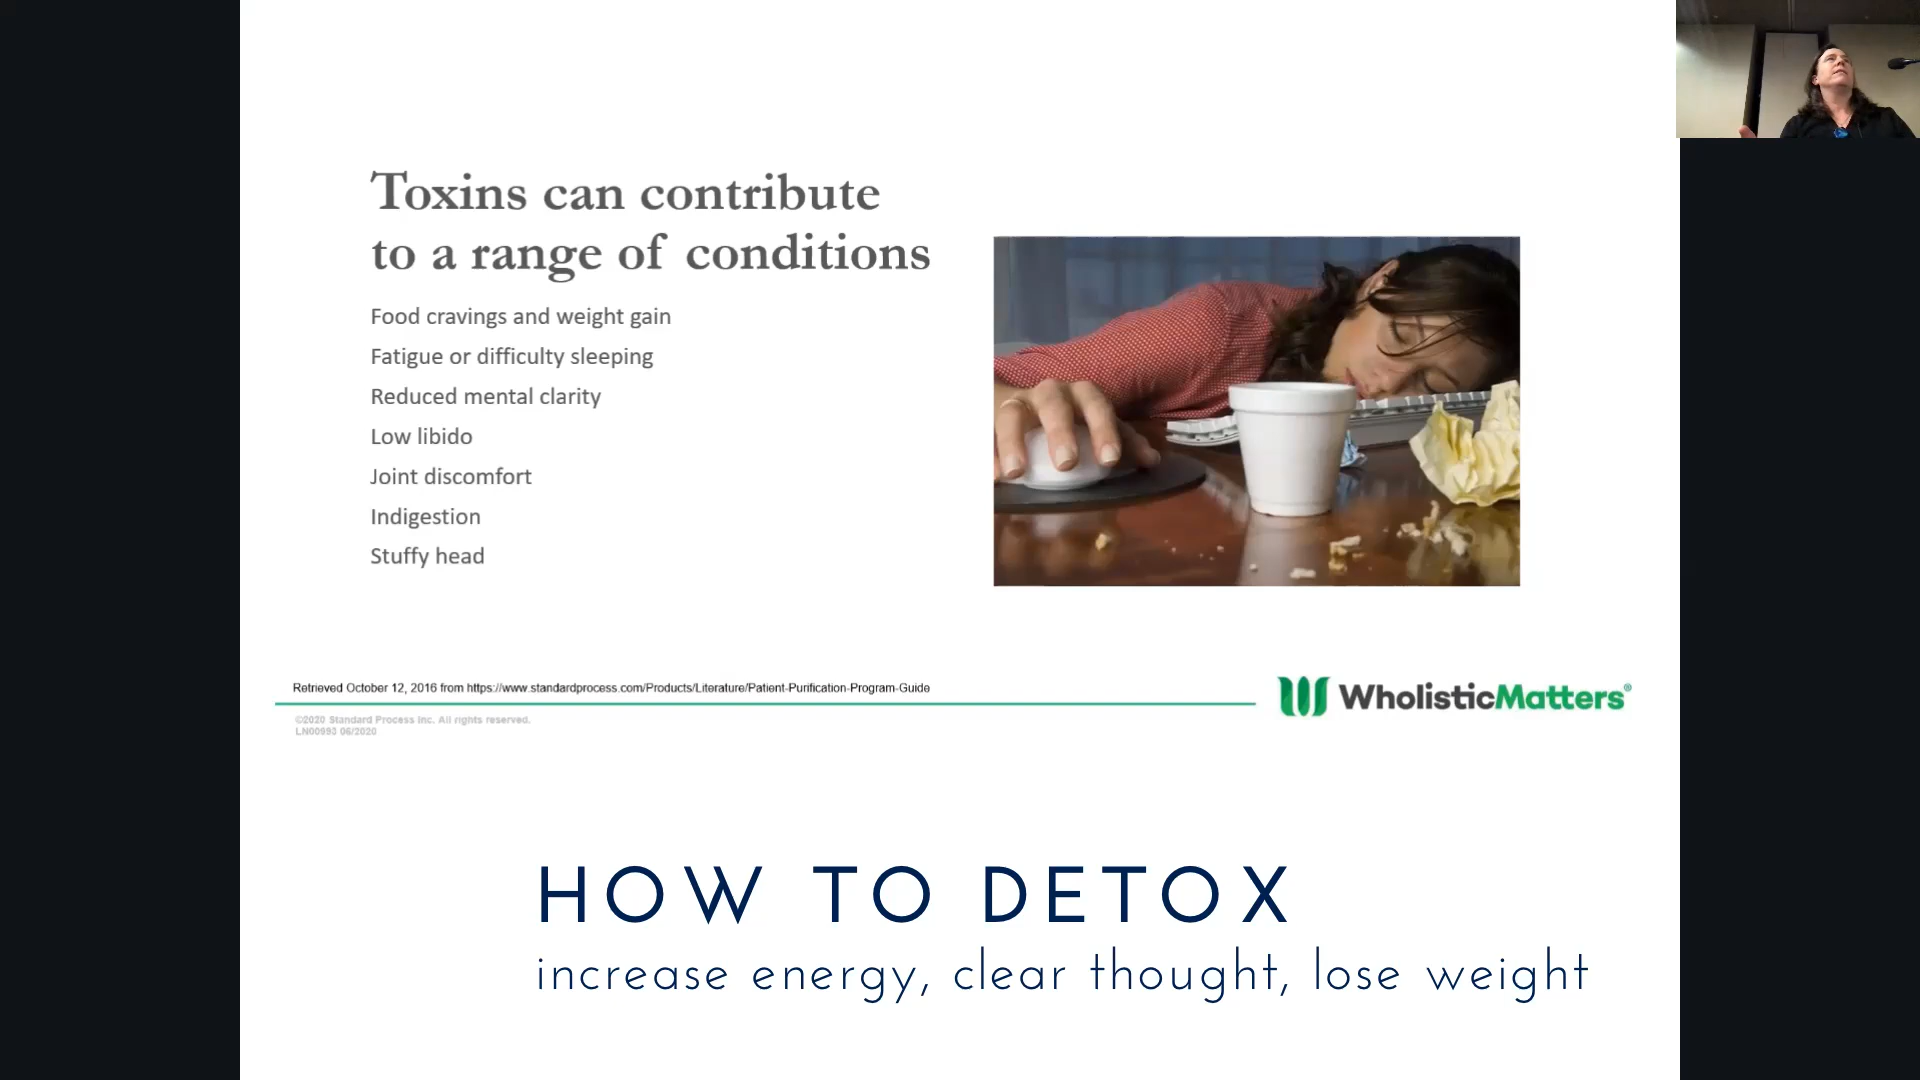 Toxins can contribute
to a range of conditions
Food cravings and weight gain
Fatigue or difficulty sleeping
Reduced mental clarity
Low libido
Joint discomfort
Indigestion
Stuffy head
Retrieved October 12, 2016 from https://www.standardprocess.com/Products/Literature/Patient-Purification-Program-Guide
©2020 Standard Process Inc. All rights reserved.
LN00993 06/2020
WholisticMatters®
HOW TO DETOX
increase energy, clear thought, lose weight